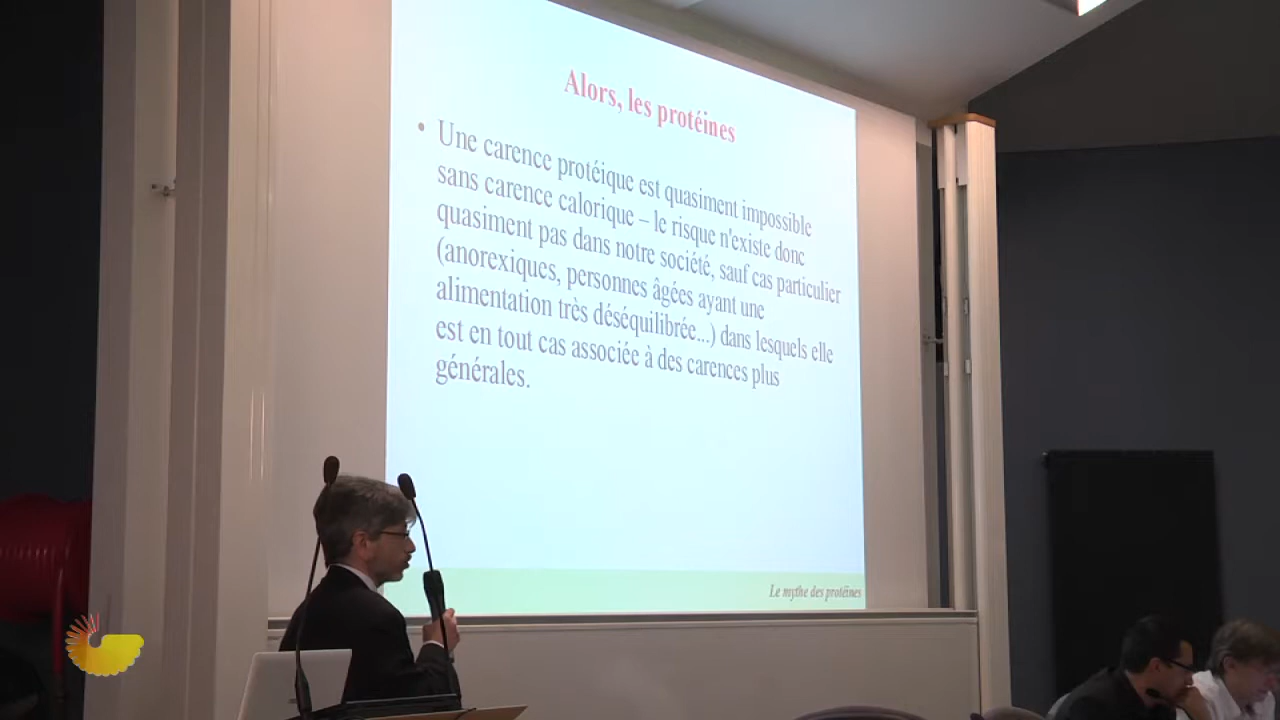 Alors, les protéines
• Une carence protéique est quasiment impossible
sans carence calorique – le risque n'existe donc
quasiment pas dans notre société, sauf cas particulier
(anorexiques, personnes âgées ayant une
alimentation très déséquilibrée...) dans lesquels elle
est en tout cas associée à des carences plus
générales.
Le mythe des protéines